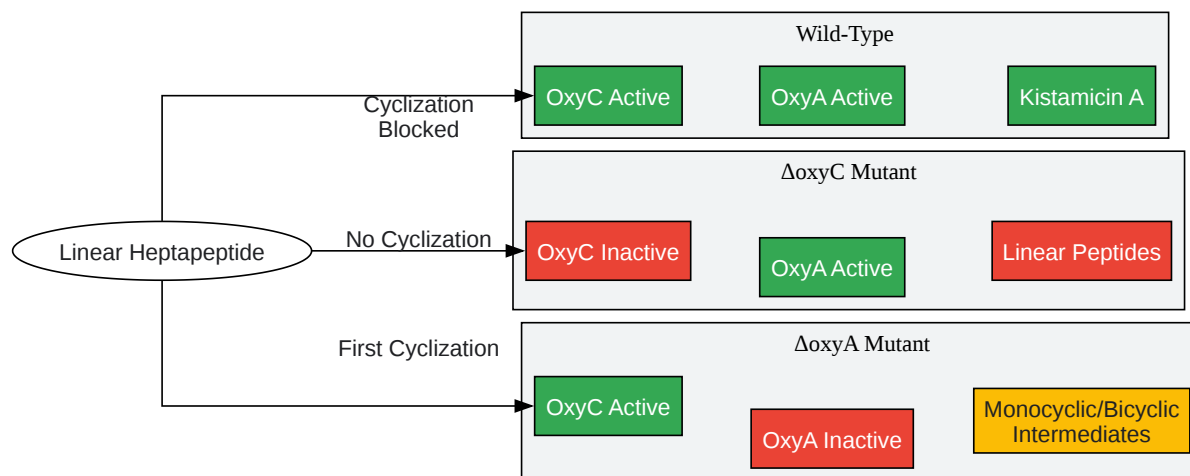 Wild-Type
OxyC Active
OxyA Active
Kistamicin A
Cyclization
Blocked
ΔoxyC Mutant
Linear Heptapeptide
No Cyclization
OxyC Inactive
OxyA Active
Linear Peptides
ΔoxyA Mutant
First Cyclization
OxyC Active
OxyA Inactive
Monocyclic/Bicyclic
Intermediates